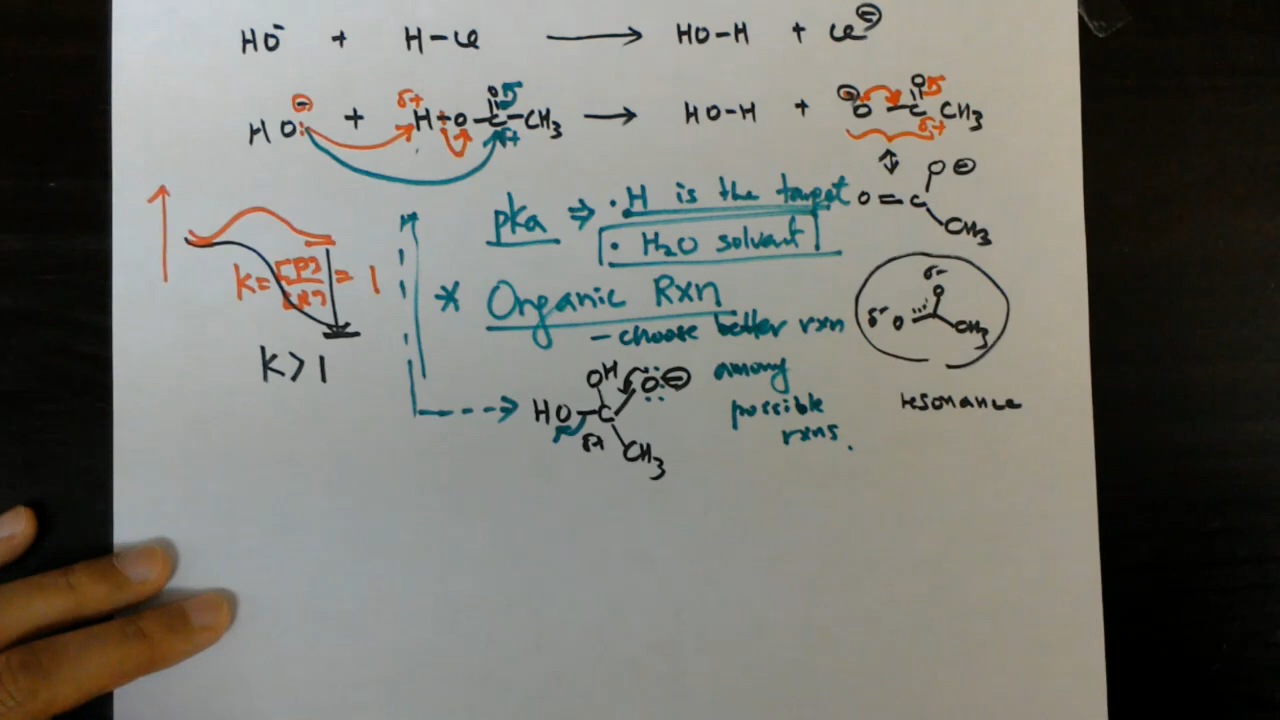 HO⁻ + H-Cl ⟶ HO-H + Cl⊖
HO:⊖ + δ+ H-O-C(=O)-CH₃ δ+ ⟶ HO-H + ⊖O-C(=O)CH₃ δ+
↕
pKa ⇒ · H is the target
O=C O⊖ CH₃
· H₂O solvent
K = [P]/[R] = 1
* Organic Rxn
- choose better rxn
among
possible
rxns.
K > 1
HO-C OH O⊖ CH₃ δ+
δ- O δ- O CH₃
resonance